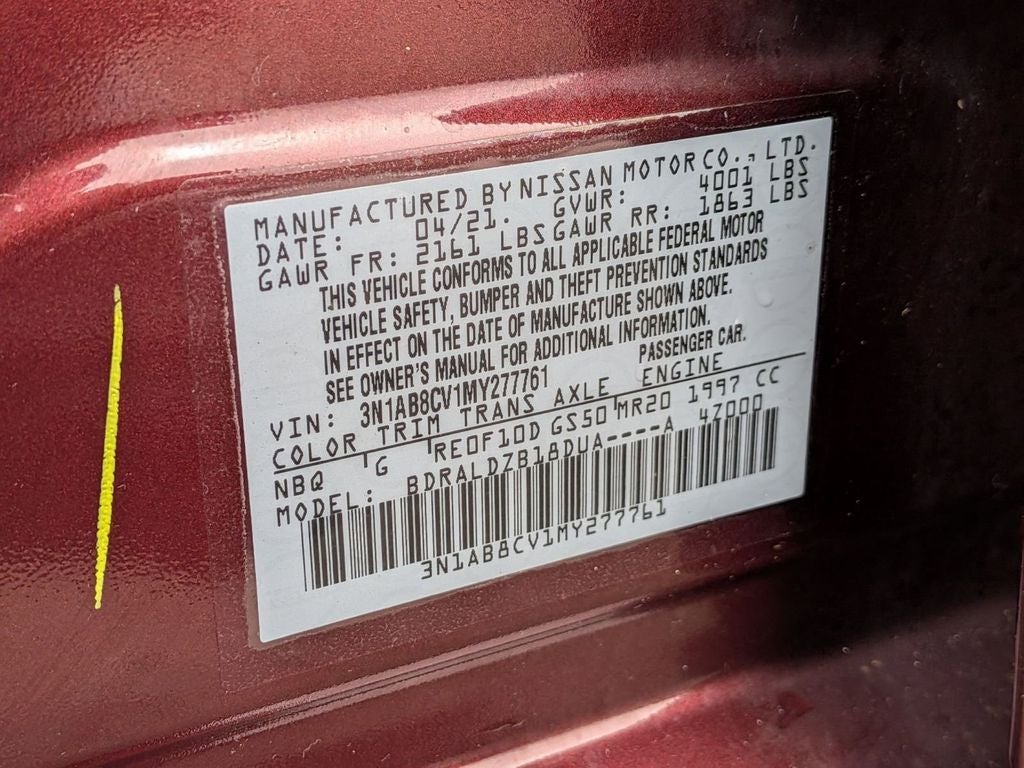 MANUFACTURED BY NISSAN MOTOR CO., LTD.
DATE: 04/21. GVWR: 4001 LBS
GAWR FR: 2161 LBS GAWR RR: 1863 LBS
THIS VEHICLE CONFORMS TO ALL APPLICABLE FEDERAL MOTOR
VEHICLE SAFETY, BUMPER AND THEFT PREVENTION STANDARDS
IN EFFECT ON THE DATE OF MANUFACTURE SHOWN ABOVE.
SEE OWNER'S MANUAL FOR ADDITIONAL INFORMATION.
VIN: 3N1AB8CV1MY277761 PASSENGER CAR.
COLOR TRIM TRANS AXLE ENGINE
NBQ G RE0F10D GS50 MR20 1997 CC
MODEL: BDRALDZB18DUA----A 47000
3N1AB8CV1MY277761